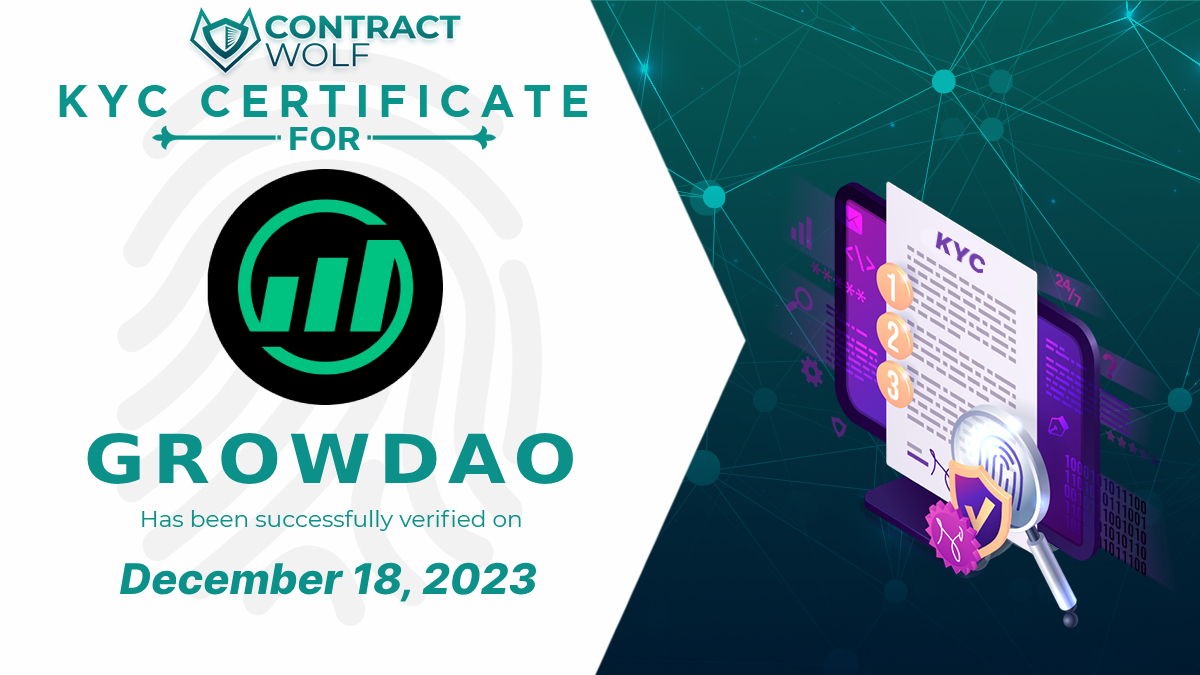 CONTRACT
WOLF
KYC CERTIFICATE
FOR
GROWDAO
Has been successfully verified on
December 18, 2023
KYC
1
2
3
</>
*****
24/7
?